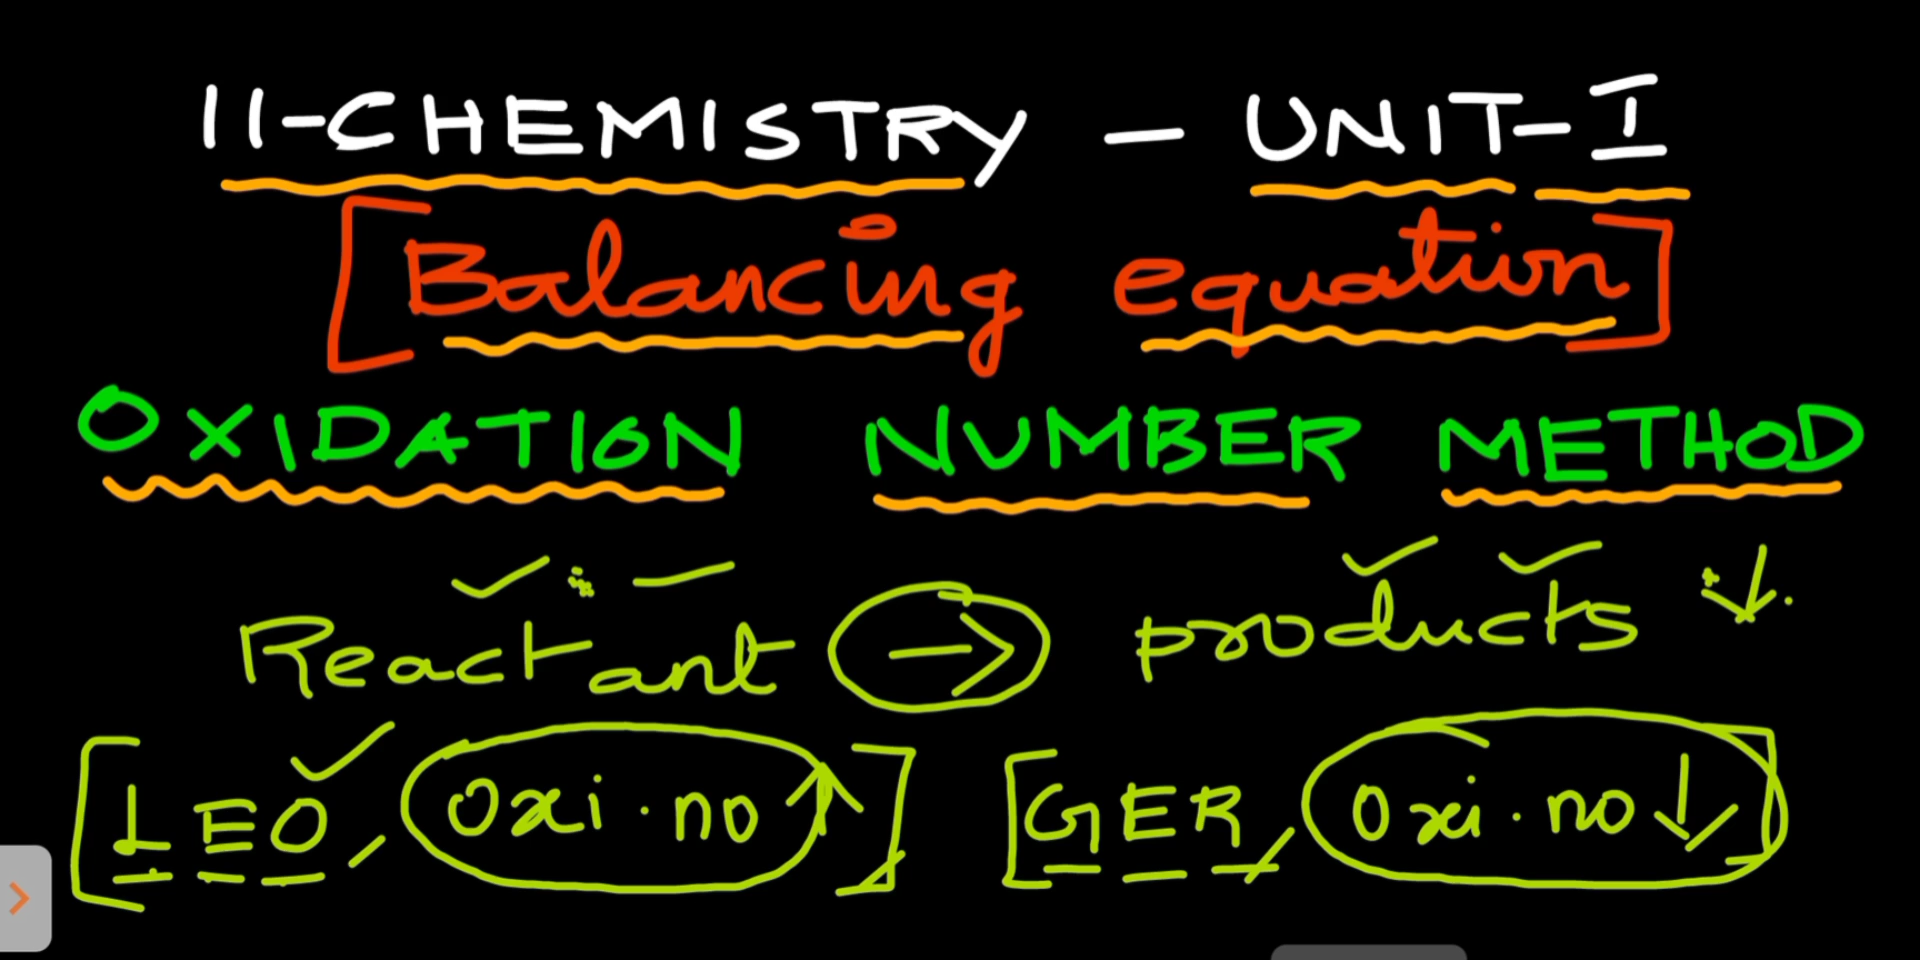 11-CHEMISTRY - UNIT-I
[Balancing equation]
OXIDATION NUMBER METHOD
Reactant → products ↓.
[LEO, Oxi.no ↑] [GER, Oxi.no ↓]